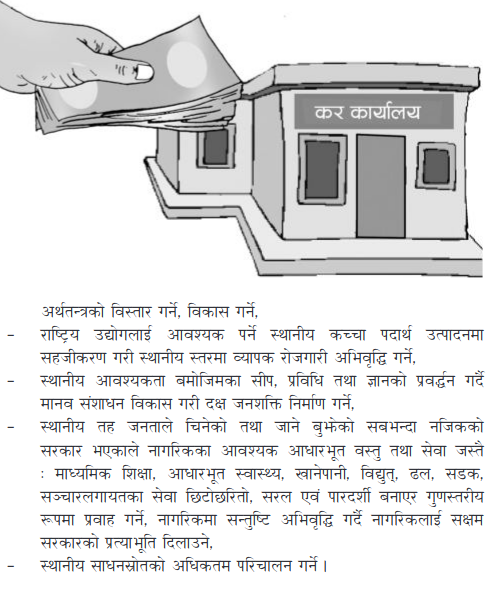 कर कार्यालय
अर्थतन्त्रको विस्तार गर्ने, विकास गर्ने,
– राष्ट्रिय उद्योगलाई आवश्यक पर्ने स्थानीय कच्चा पदार्थ उत्पादनमा
सहजीकरण गरी स्थानीय स्तरमा व्यापक रोजगारी अभिवृद्धि गर्ने,
– स्थानीय आवश्यकता बमोजिमका सीप, प्रविधि तथा ज्ञानको प्रवर्द्धन गर्दै
मानव संशाधन विकास गरी दक्ष जनशक्ति निर्माण गर्ने,
– स्थानीय तह जनताले चिनेको तथा जाने बुझेको सबभन्दा नजिकको
सरकार भएकाले नागरिकका आवश्यक आधारभूत वस्तु तथा सेवा जस्तै
: माध्यमिक शिक्षा, आधारभूत स्वास्थ्य, खानेपानी, विद्युत्, ढल, सडक,
सञ्चारलगायतका सेवा छिटोछरितो, सरल एवं पारदर्शी बनाएर गुणस्तरीय
रूपमा प्रवाह गर्ने, नागरिकमा सन्तुष्टि अभिवृद्धि गर्दै नागरिकलाई सक्षम
सरकारको प्रत्याभूति दिलाउने,
– स्थानीय साधनस्रोतको अधिकतम परिचालन गर्ने ।